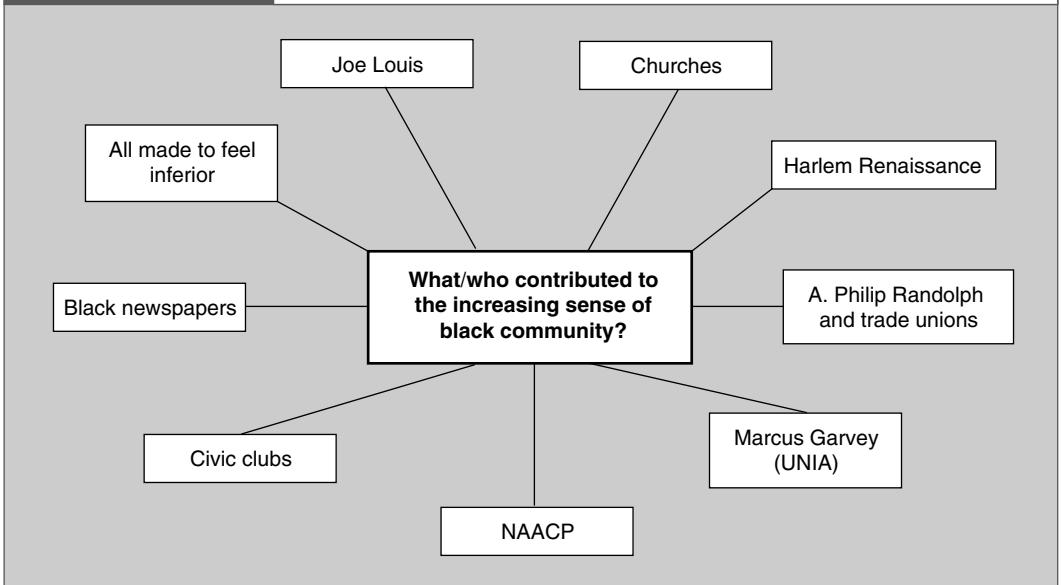 Joe Louis
Churches
All made to feel
inferior
Harlem Renaissance
What/who contributed to
the increasing sense of
black community?
Black newspapers
A. Philip Randolph
and trade unions
Civic clubs
Marcus Garvey
(UNIA)
NAACP